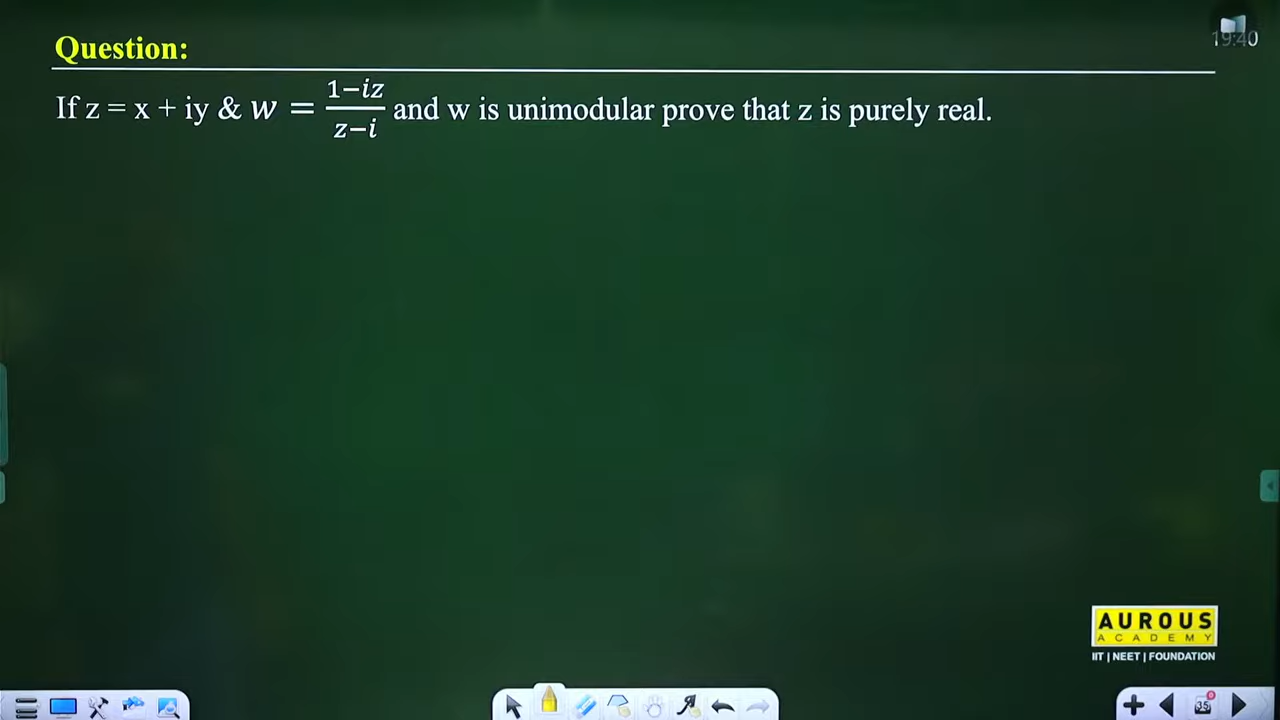 19:40
Question:
If z = x + iy & w = \frac{1-iz}{z-i} and w is unimodular prove that z is purely real.
AUROUS
ACADEMY
IIT | NEET | FOUNDATION
35